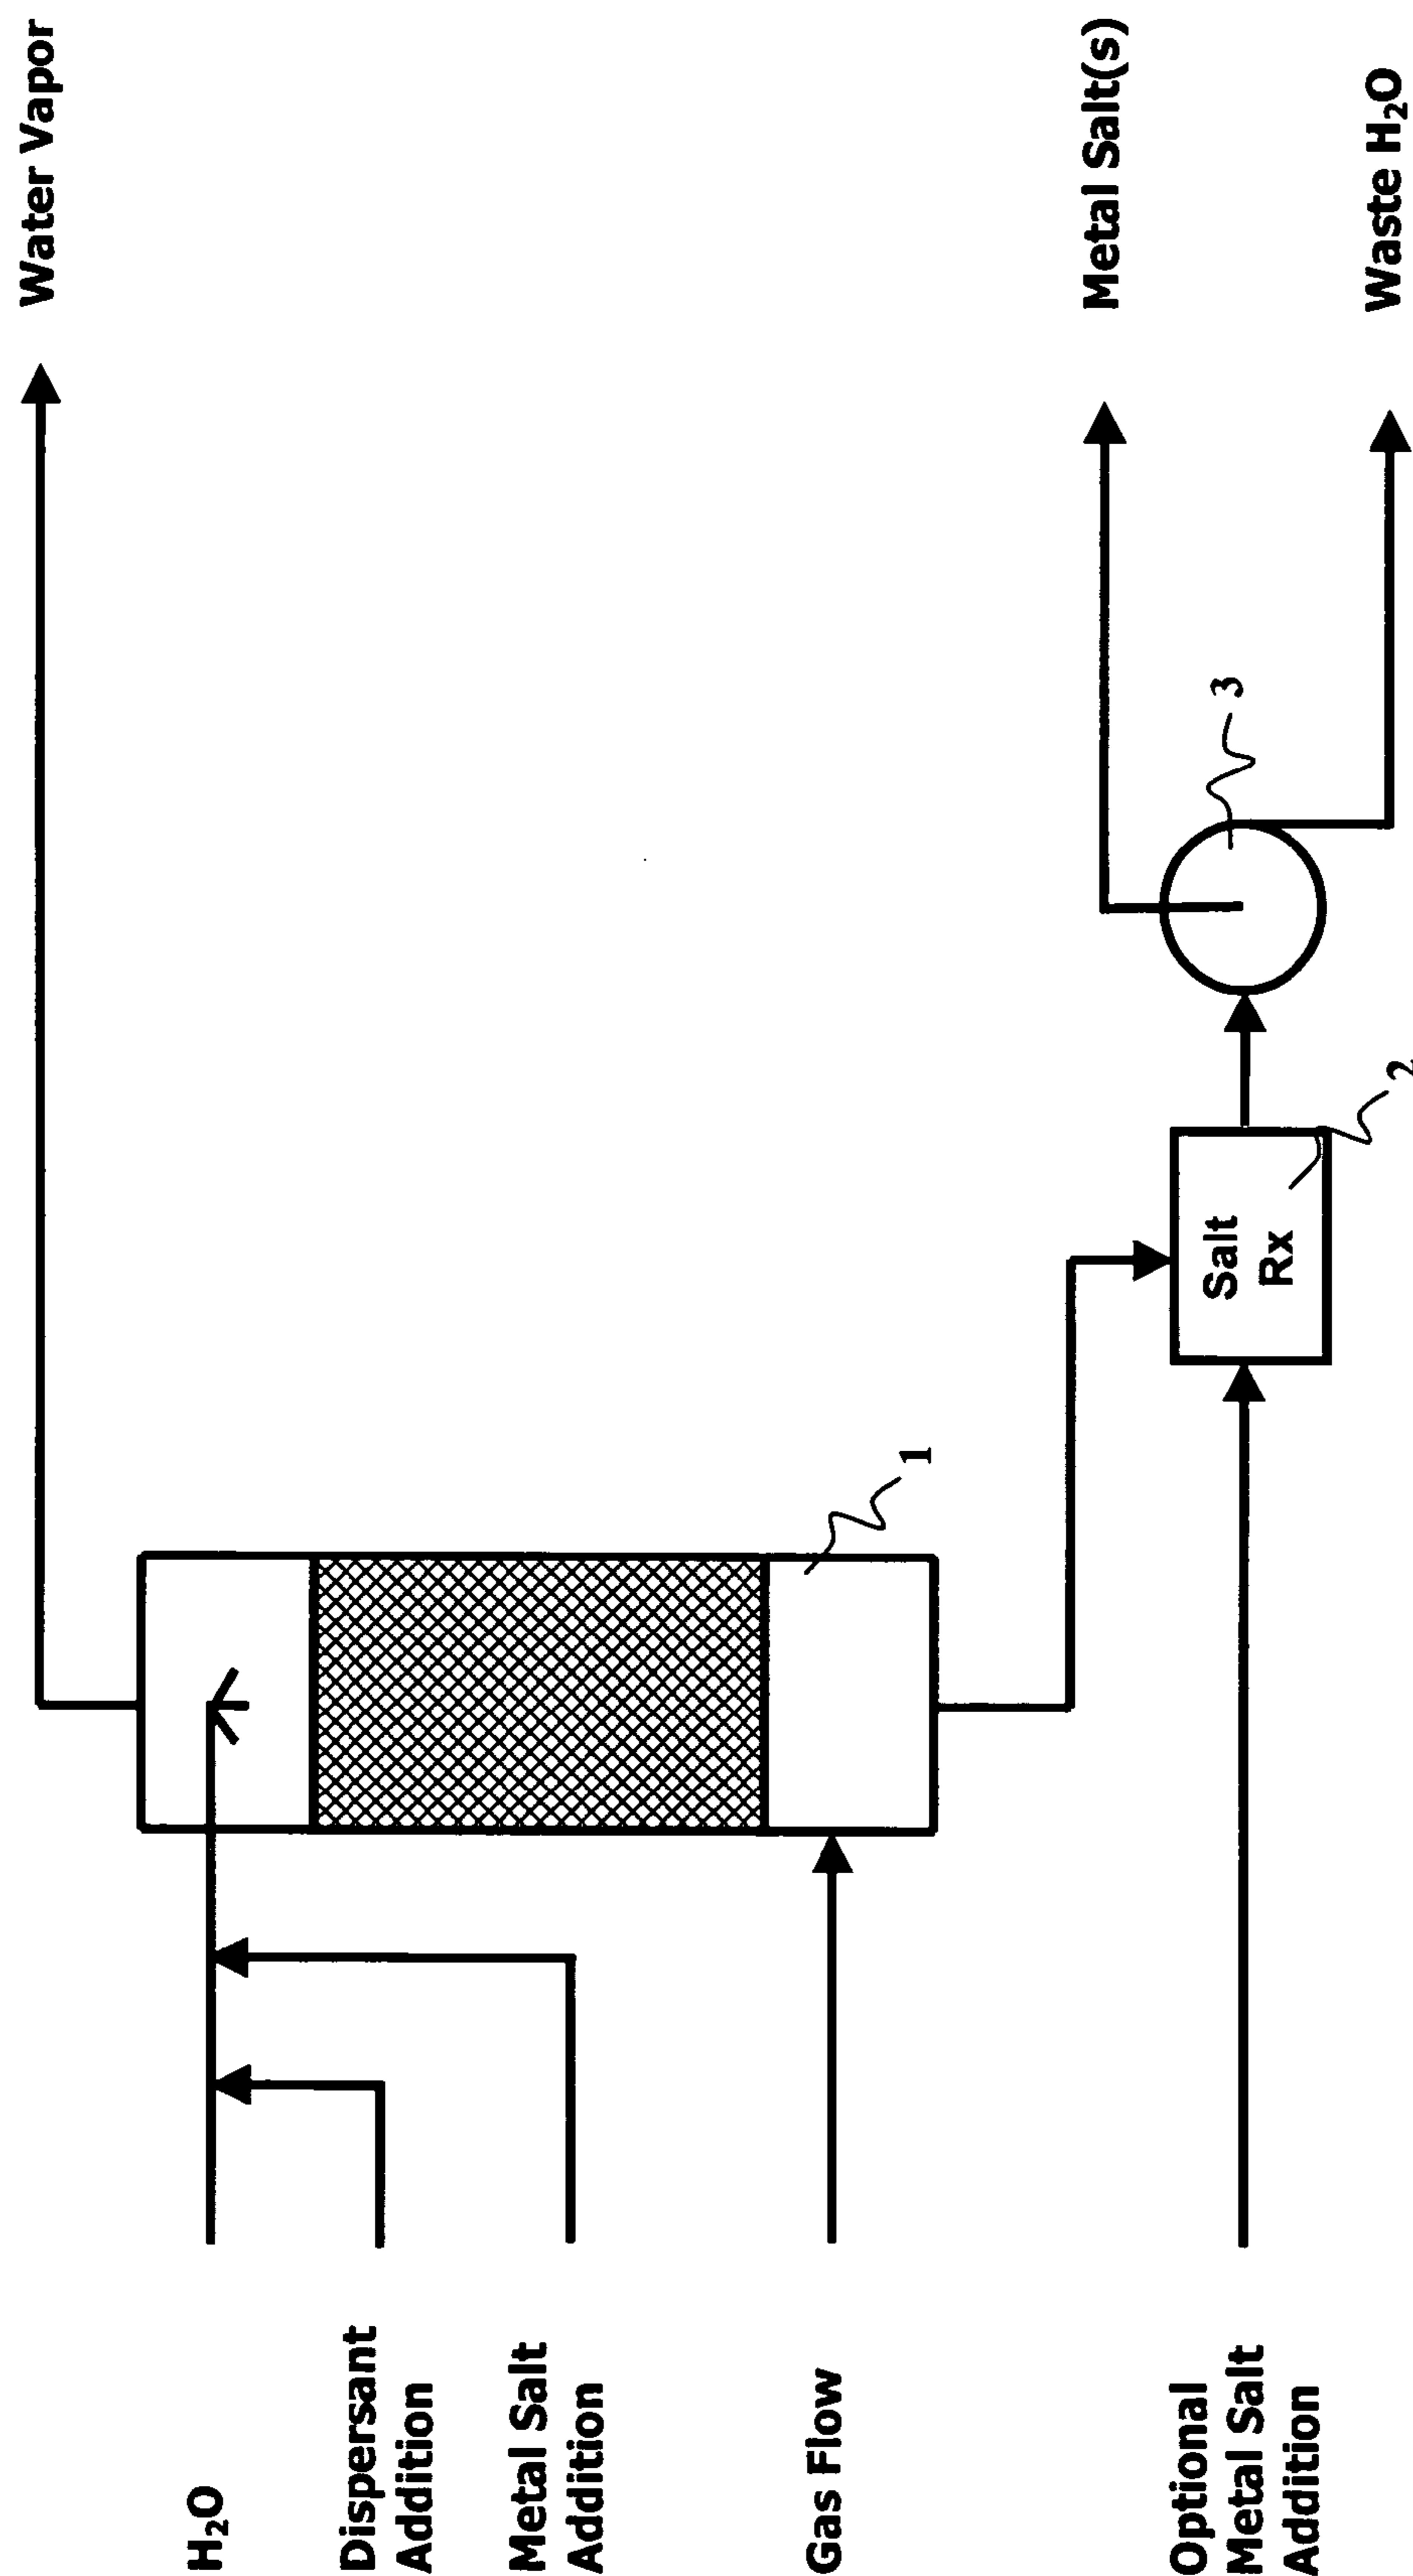 Water Vapor
H₂O
Dispersant
Addition
Metal Salt
Addition
Gas Flow
1
Optional
Metal Salt
Addition
Salt
Rx
2
3
Metal Salt(s)
Waste H₂O